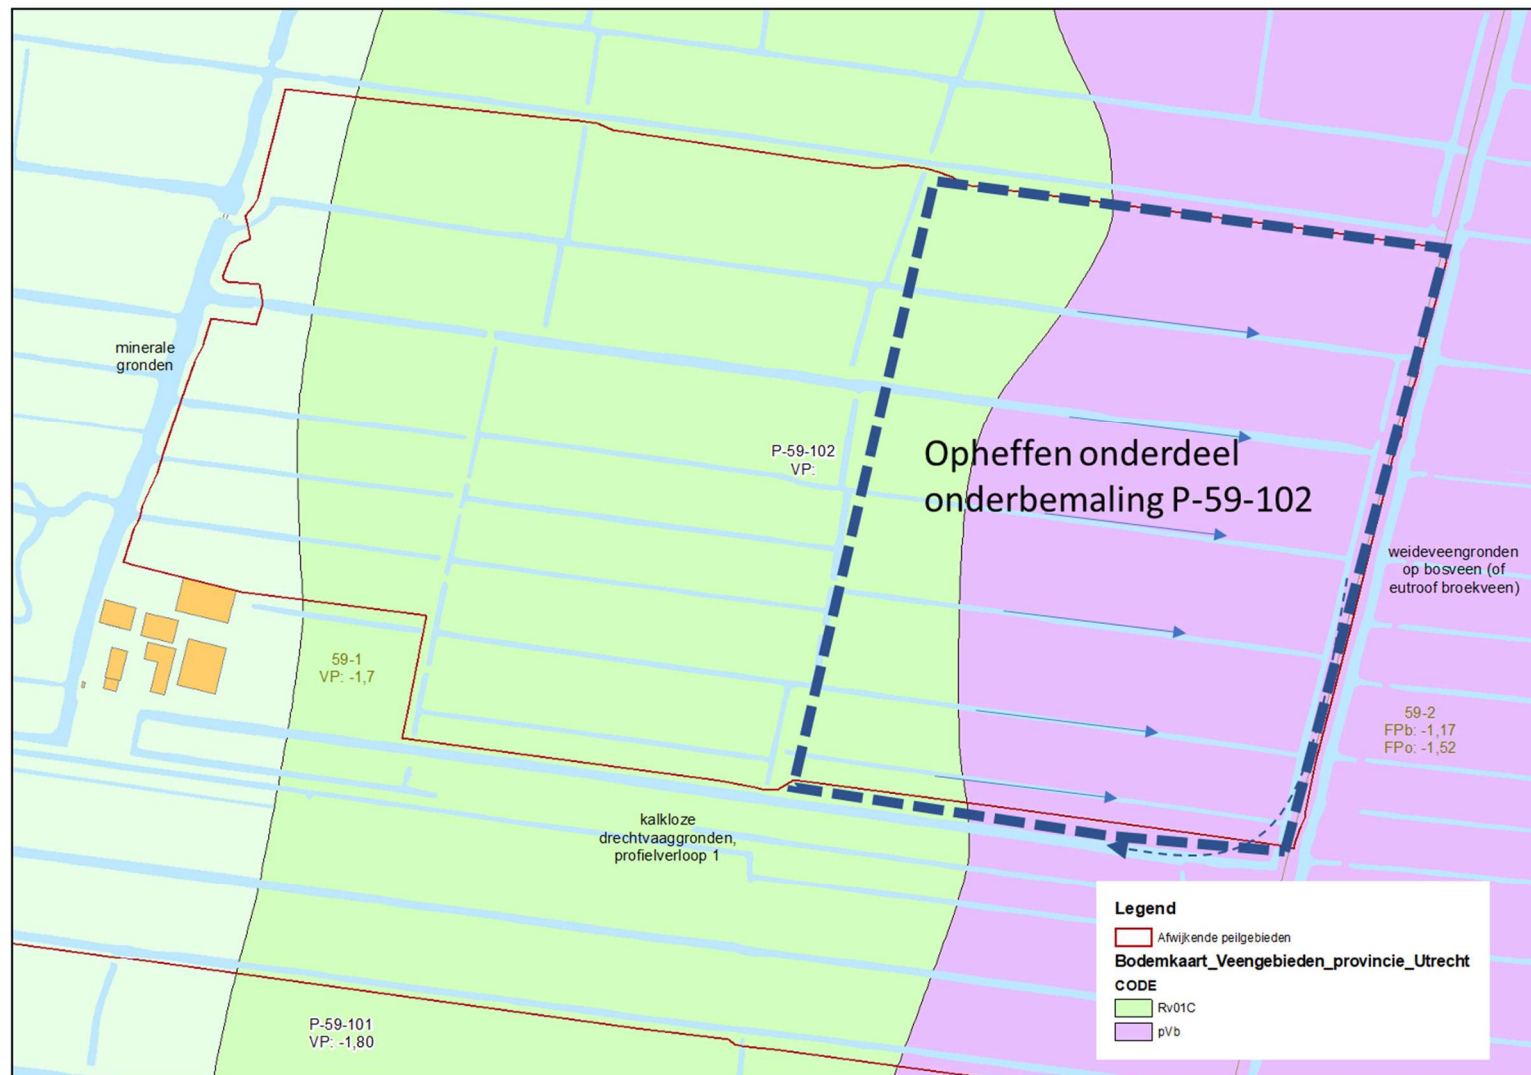 minerale
gronden
P-59-102
VP:
Opheffen onderdeel
onderbemaling P-59-102
weideveengronden
op bosveen (of
eutroof broekveen)
59-1
VP: -1,7
59-2
FPb: -1,17
FPo: -1,52
kalkloze
drechtvaaggronden,
profielverloop 1
P-59-101
VP: -1,80
Legend
Afwijkende peilgebieden
Bodemkaart_Veengebieden_provincie_Utrecht
CODE
Rv01C
pVb